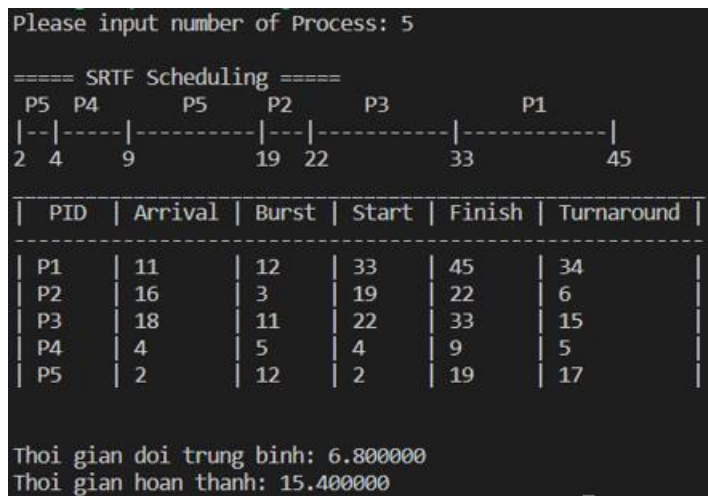 Please input number of Process: 5
===== SRTF Scheduling =====
P5 P4 P5 P2 P3 P1
|--|-----|----------|---|-----------|------------|
2 4 9 19 22 33 45
| PID | Arrival | Burst | Start | Finish | Turnaround |
| P1 | 11 | 12 | 33 | 45 | 34 |
| P2 | 16 | 3 | 19 | 22 | 6 |
| P3 | 18 | 11 | 22 | 33 | 15 |
| P4 | 4 | 5 | 4 | 9 | 5 |
| P5 | 2 | 12 | 2 | 19 | 17 |
Thoi gian doi trung binh: 6.800000
Thoi gian hoan thanh: 15.400000